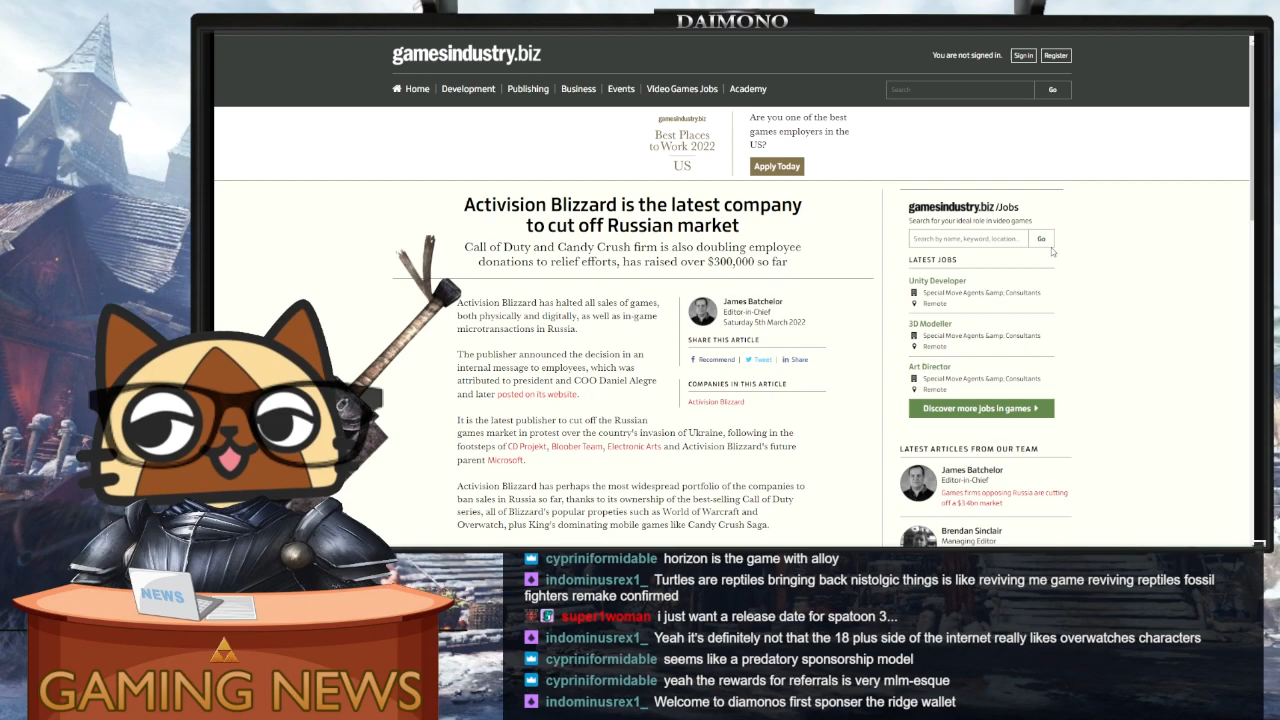 DAIMONO
gamesindustry.biz
You are not signed in. Sign in Register
Home | Development | Publishing | Business | Events | Video Games Jobs | Academy
Search Go
gamesindustry.biz
Best Places
to Work 2022
US
Are you one of the best
games employers in the
US?
Apply Today
Activision Blizzard is the latest company
to cut off Russian market
Call of Duty and Candy Crush firm is also doubling employee
donations to relief efforts, has raised over $300,000 so far
Activision Blizzard has halted all sales of games,
both physically and digitally, as well as in-game
microtransactions in Russia.
The publisher announced the decision in an
internal message to employees, which was
attributed to president and COO Daniel Alegre
and later posted on its website.
It is the latest publisher to cut off the Russian
games market in protest over the country's invasion of Ukraine, following in the
footsteps of CD Projekt, Bloober Team, Electronic Arts and Activision Blizzard's future
parent Microsoft.
Activision Blizzard has perhaps the most widespread portfolio of the companies to
ban sales in Russia so far, thanks to its ownership of the best-selling Call of Duty
series, all of Blizzard's popular propeties such as World of Warcraft and
Overwatch, plus King's dominating mobile games like Candy Crush Saga.
James Batchelor
Editor-in-Chief
Saturday 5th March 2022
SHARE THIS ARTICLE
Recommend | Tweet | in Share
COMPANIES IN THIS ARTICLE
Activision Blizzard
gamesindustry.biz /Jobs
Search for your ideal role in video games
Search by name, keyword, location... Go
LATEST JOBS
Unity Developer
Special Move Agents &amp; Consultants
Remote
3D Modeller
Special Move Agents &amp; Consultants
Remote
Art Director
Special Move Agents &amp; Consultants
Remote
Discover more jobs in games
LATEST ARTICLES FROM OUR TEAM
James Batchelor
Editor-in-Chief
Games firms opposing Russia are cutting
off a $3.4bn market
Brendan Sinclair
Managing Editor
NEWS
GAMING NEWS
cypriniformidable horizon is the game with alloy
indominusrex1_ Turtles are reptiles bringing back nistolgic things is like reviving me game reviving reptiles fossil
fighters remake confirmed
super1woman i just want a release date for spatoon 3...
indominusrex1_ Yeah it's definitely not that the 18 plus side of the internet really likes overwatches characters
cypriniformidable seems like a predatory sponsorship model
cypriniformidable yeah the rewards for referrals is very mlm-esque
indominusrex1_ Welcome to diamonos first sponser the ridge wallet